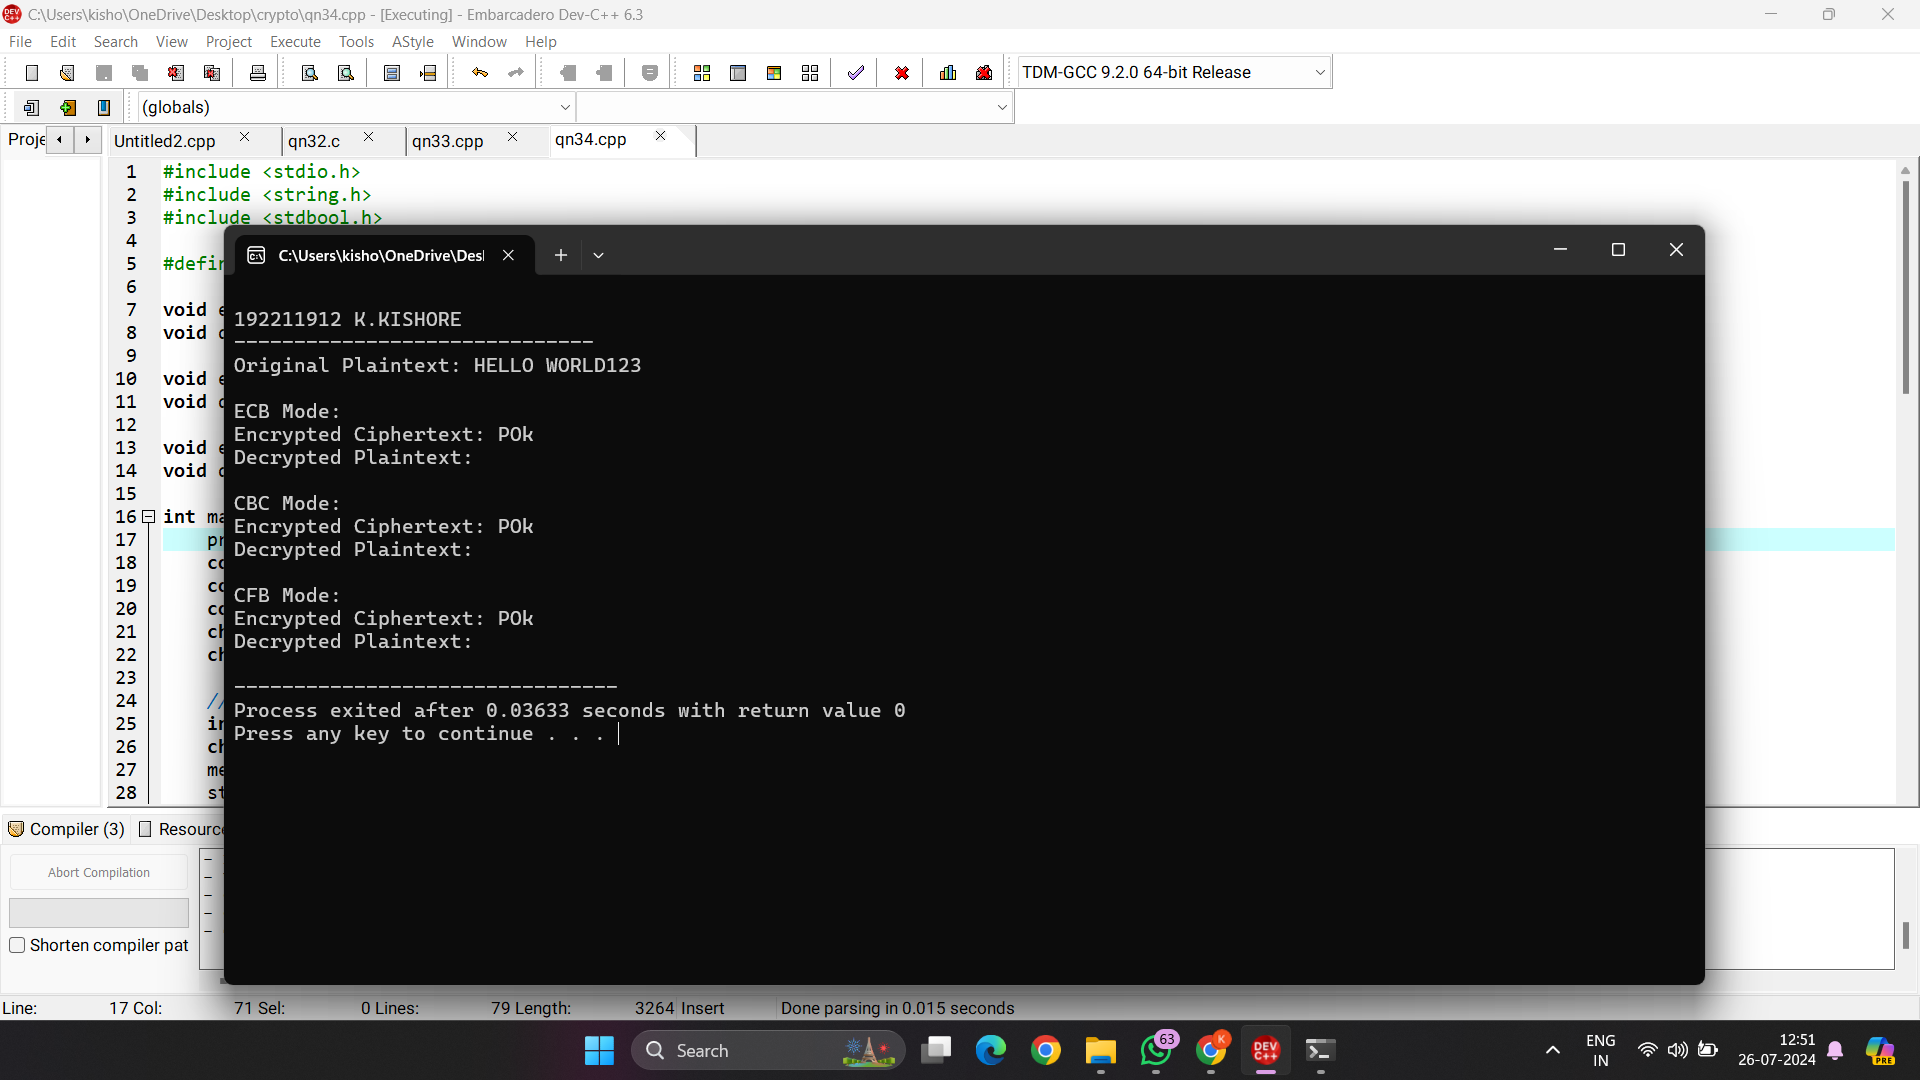 C:\Users\kisho\OneDrive\Desktop\crypto\qn34.cpp - [Executing] - Embarcadero Dev-C++ 6.3
File Edit Search View Project Execute Tools AStyle Window Help
TDM-GCC 9.2.0 64-bit Release
(globals)
Proje Untitled2.cpp qn32.c qn33.cpp qn34.cpp
1 #include <stdio.h>
2 #include <string.h>
3 #include <stdbool.h>
4
5 #defin
6
7 void e
8 void d
9
10 void e
11 void d
12
13 void e
14 void d
15
16 int ma
17 pr
18 co
19 co
20 co
21 ch
22 ch
23
24 //
25 in
26 ch
27 me
28 st
C:\Users\kisho\OneDrive\Des
192211912 K.KISHORE
------------------------------
Original Plaintext: HELLO WORLD123
ECB Mode:
Encrypted Ciphertext: POk
Decrypted Plaintext:
CBC Mode:
Encrypted Ciphertext: POk
Decrypted Plaintext:
CFB Mode:
Encrypted Ciphertext: POk
Decrypted Plaintext:
--------------------------------
Process exited after 0.03633 seconds with return value 0
Press any key to continue . . .
Compiler (3) Resource
Abort Compilation
Shorten compiler pat
Line: 17 Col: 71 Sel: 0 Lines: 79 Length: 3264 Insert Done parsing in 0.015 seconds
Search
63
K
DEV C++
ENG
IN
12:51
26-07-2024
PRE